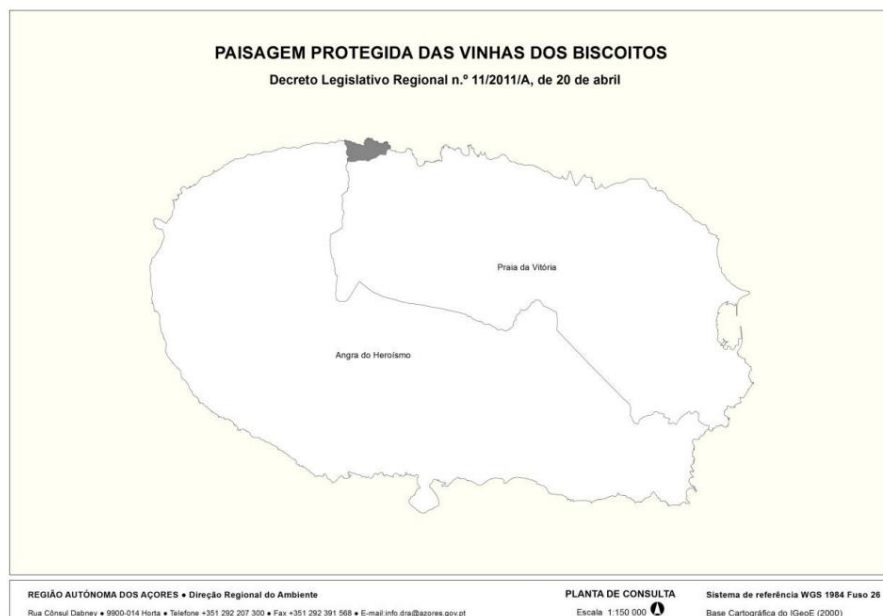 PAISAGEM PROTEGIDA DAS VINHAS DOS BISCOITOS
Decreto Legislativo Regional n.º 11/2011/A, de 20 de abril
Praia da Vitória
Angra do Heroísmo
REGIÃO AUTÓNOMA DOS AÇORES ● Direção Regional do Ambiente
Rua Cônsul Dabney ● 9900-014 Horta ● Telefone +351 292 207 300 ● Fax +351 292 391 568 ● E-mail:info.dra@azores.gov.pt
PLANTA DE CONSULTA
Escala 1:150 000
Sistema de referência WGS 1984 Fuso 26
Base Cartográfica do IGeoE (2000)